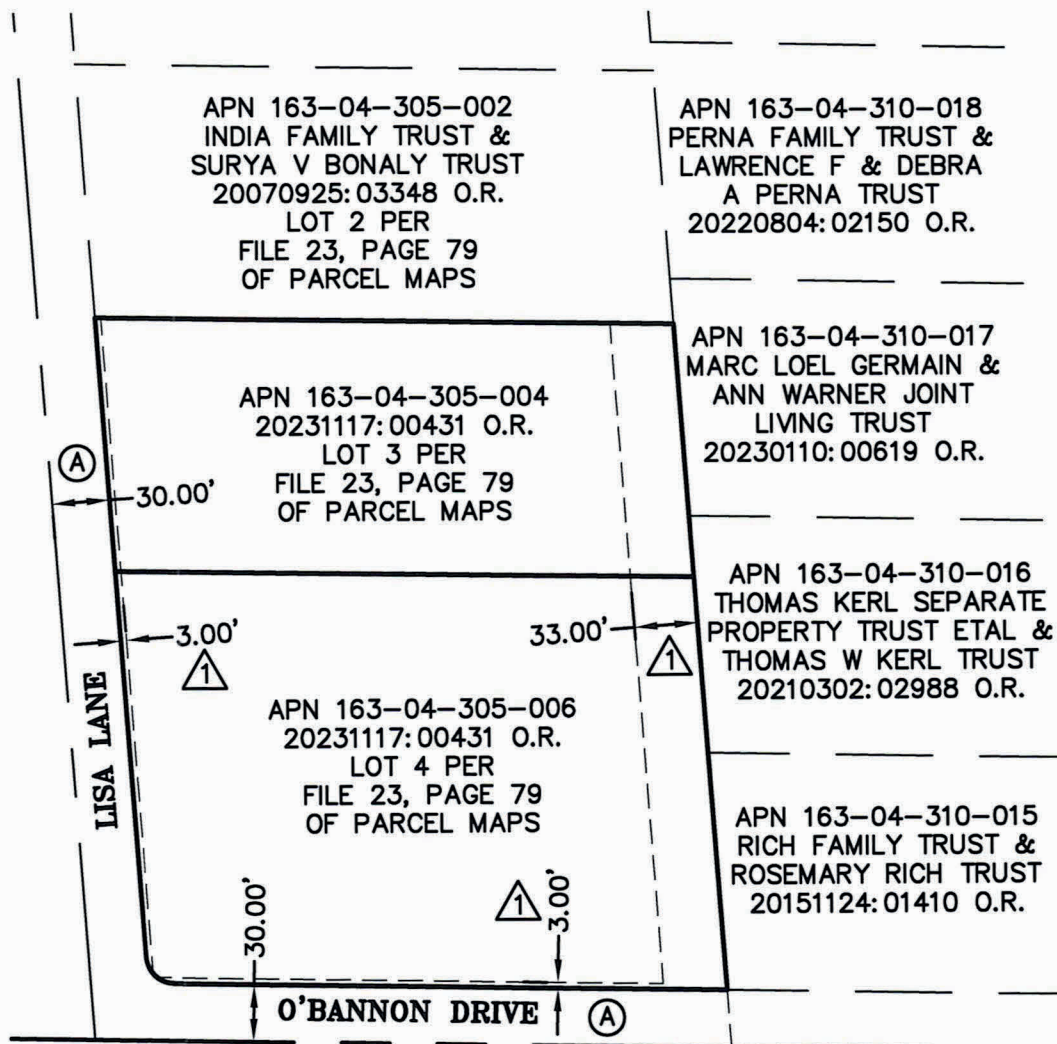 APN 163-04-305-002
INDIA FAMILY TRUST &
SURYA V BONALY TRUST
20070925:03348 O.R.
LOT 2 PER
FILE 23, PAGE 79
OF PARCEL MAPS
APN 163-04-310-018
PERNA FAMILY TRUST &
LAWRENCE F & DEBRA
A PERNA TRUST
20220804:02150 O.R.
APN 163-04-305-004
20231117:00431 O.R.
LOT 3 PER
FILE 23, PAGE 79
OF PARCEL MAPS
APN 163-04-310-017
MARC LOEL GERMAIN &
ANN WARNER JOINT
LIVING TRUST
20230110:00619 O.R.
A
30.00'
3.00'
1
33.00'
1
APN 163-04-310-016
THOMAS KERL SEPARATE
PROPERTY TRUST ETAL &
THOMAS W KERL TRUST
20210302:02988 O.R.
LISA LANE
APN 163-04-305-006
20231117:00431 O.R.
LOT 4 PER
FILE 23, PAGE 79
OF PARCEL MAPS
APN 163-04-310-015
RICH FAMILY TRUST &
ROSEMARY RICH TRUST
20151124:01410 O.R.
30.00'
1
3.00'
O'BANNON DRIVE
A